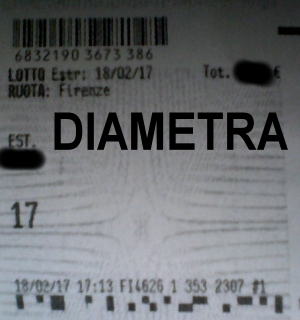 6832190 3673 386
LOTTO Estr: 18/02/17 Tot. €
RUOTA: Firenze
EST. DIAMETRA
17
18/02/17 17:13 FI4626 1 353 2307 #1